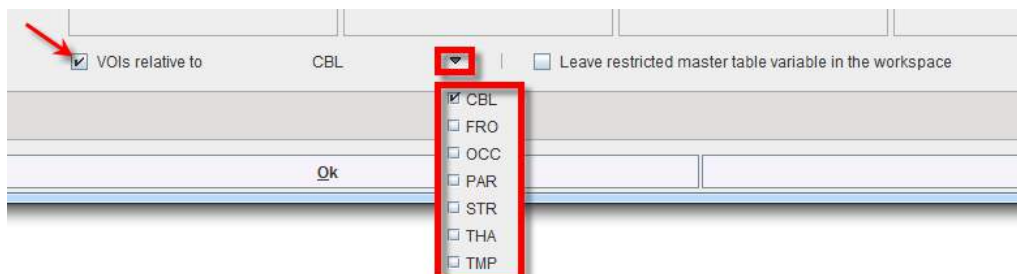 VOIs relative to CBL Leave restricted master table variable in the workspace
CBL
FRO
OCC
Ok
PAR
STR
THA
TMP